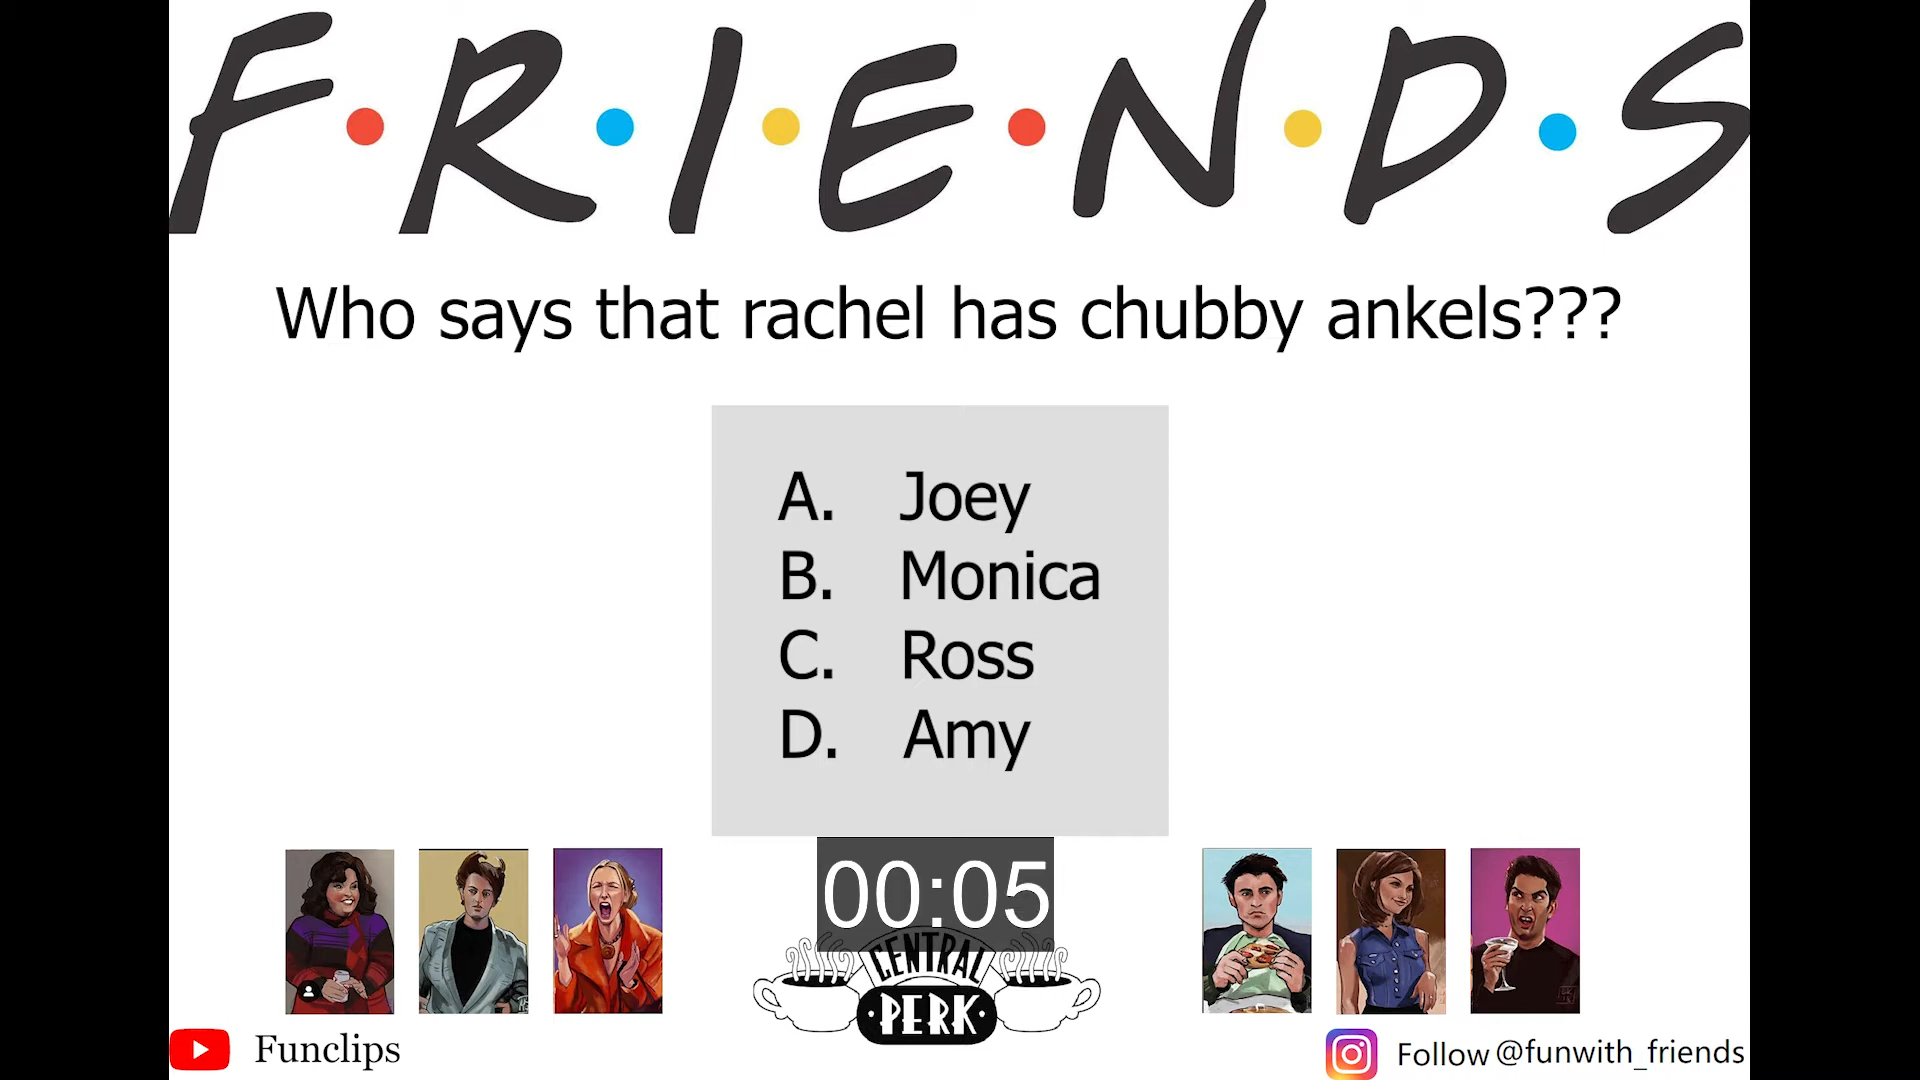 F•R•I•E•N•D•S
Who says that rachel has chubby ankels???
A. Joey
B. Monica
C. Ross
D. Amy
00:05
CENTRAL
•PERK•
Funclips
Follow @funwith_friends